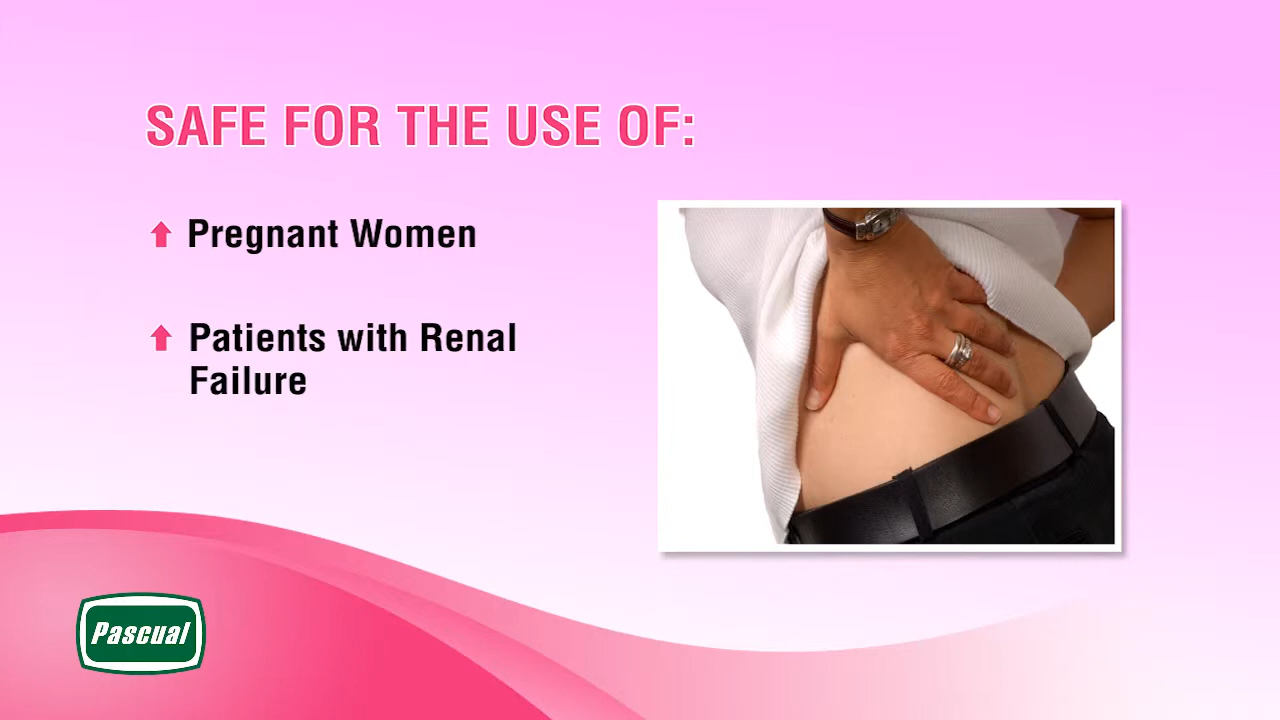 SAFE FOR THE USE OF:
Pregnant Women
Patients with Renal
Failure
Pascual